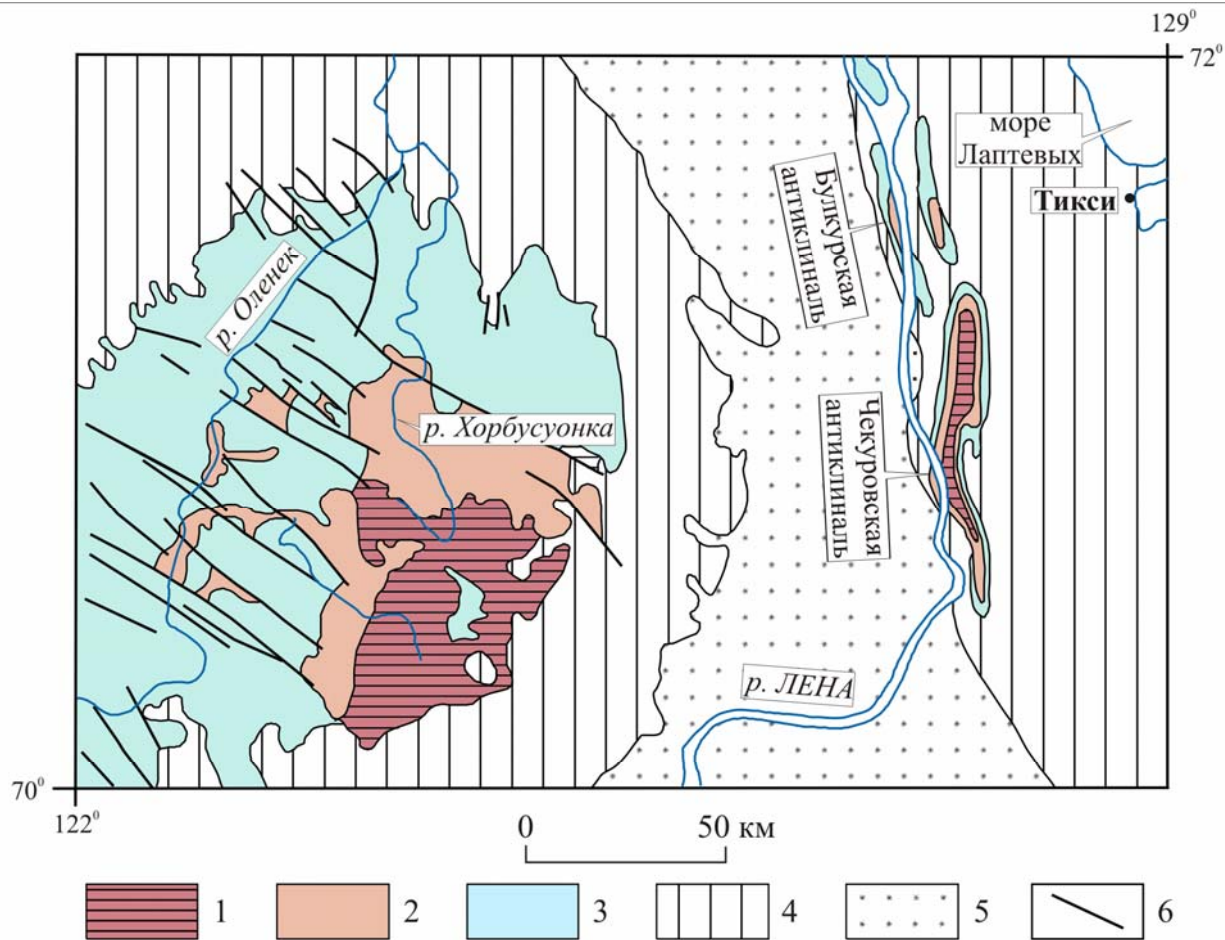 129⁰
72⁰
море
Лаптевых
Тикси
Булкурская
антиклиналь
р. Оленек
р. Хорбусуонка
Чекуровская
антиклиналь
р. ЛЕНА
70⁰
122⁰
0
50 км
1
2
3
4
5
6